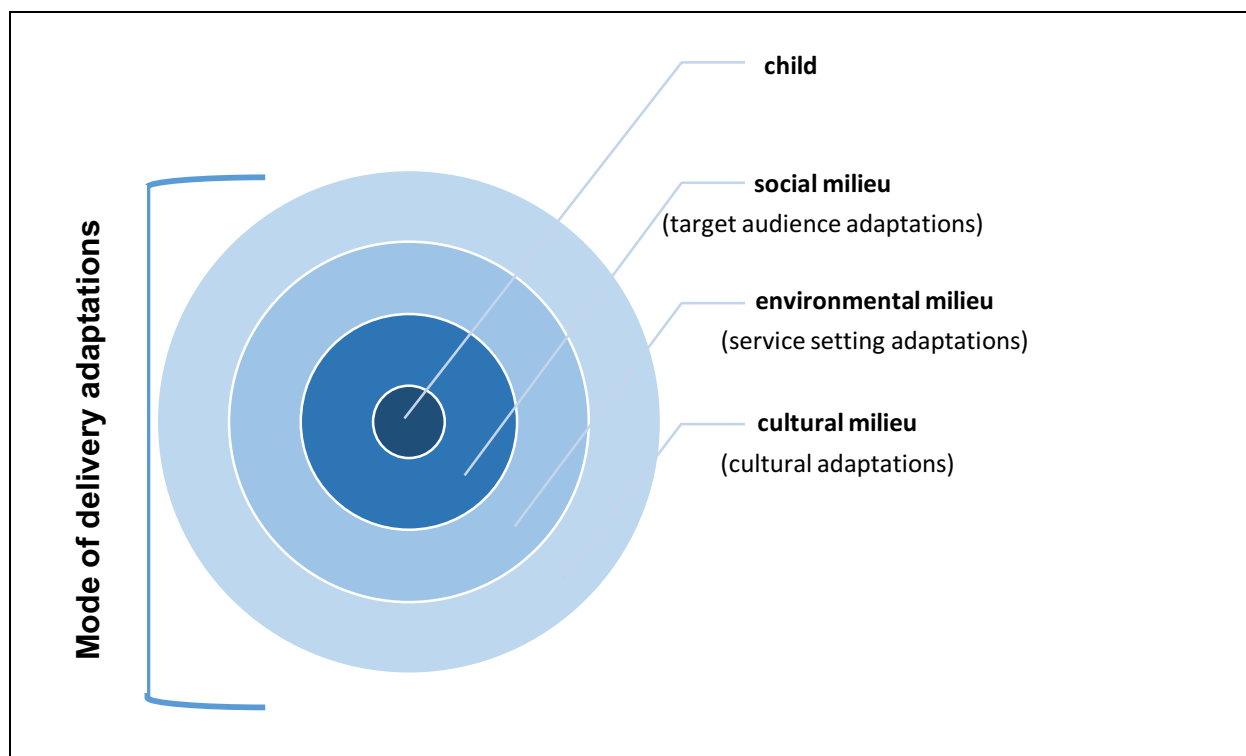 child
social milieu
(target audience adaptations)
environmental milieu
(service setting adaptations)
cultural milieu
(cultural adaptations)
Mode of delivery adaptations